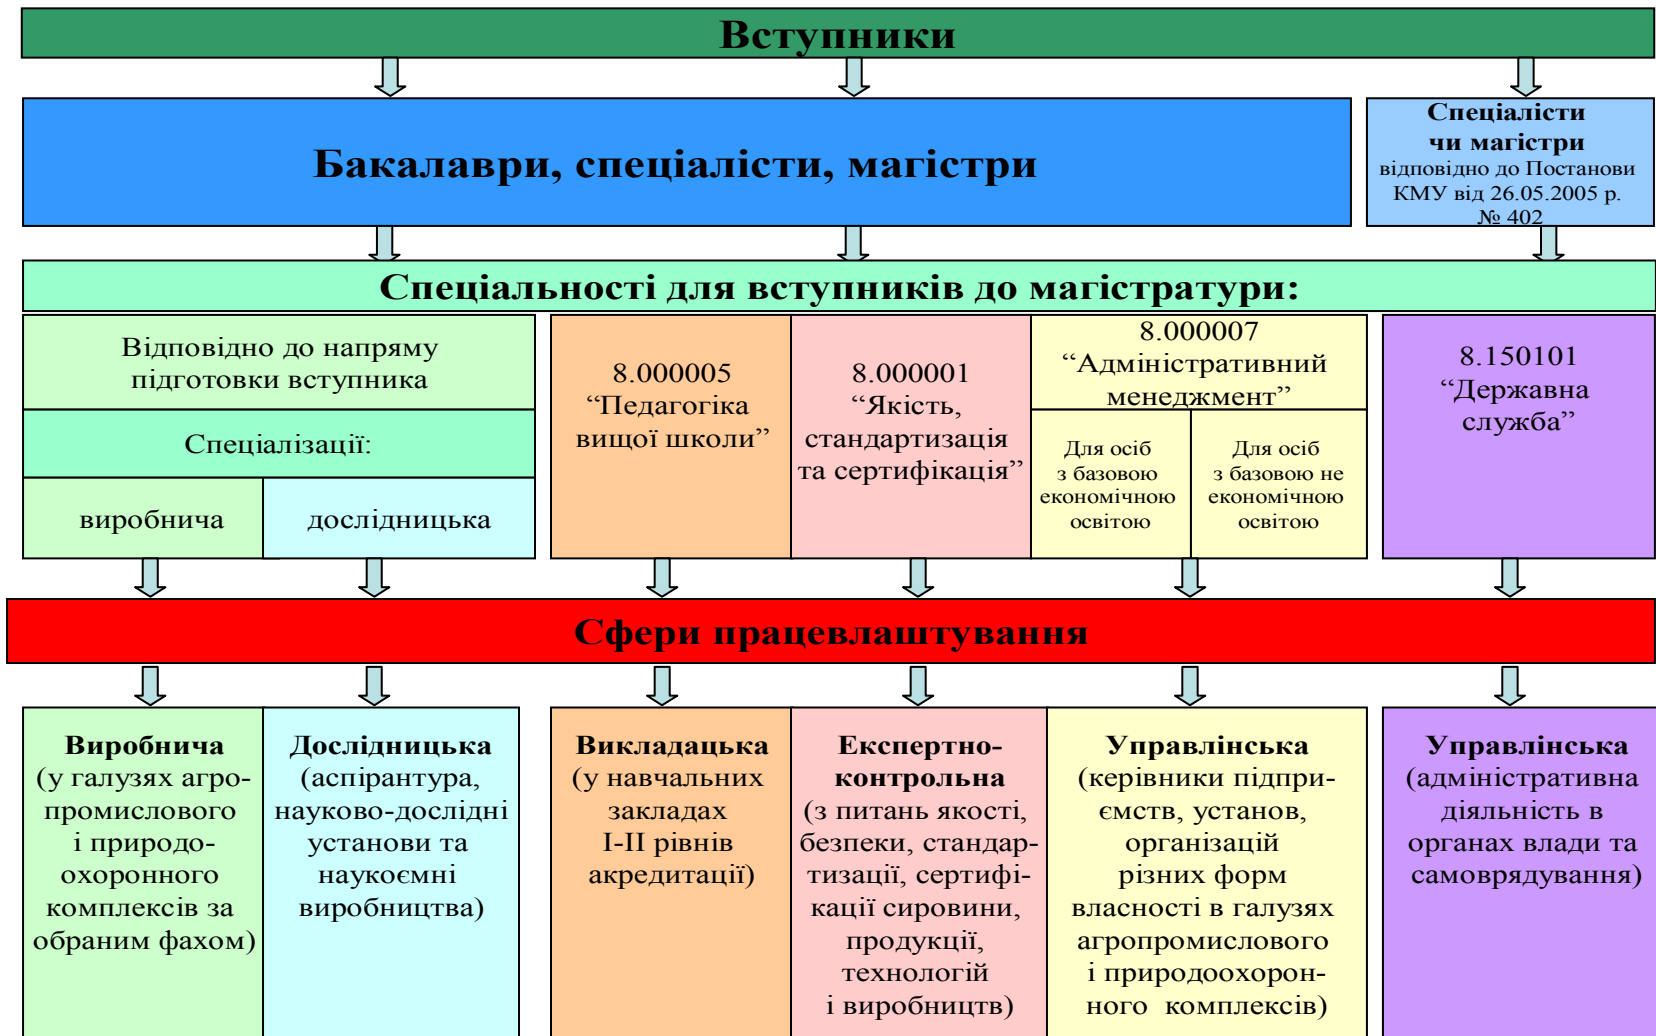 Вступники
Бакалаври, спеціалісти, магістри
Спеціалісти
чи магістри
відповідно до Постанови
КМУ від 26.05.2005 р.
№ 402
Спеціальності для вступників до магістратури:
Відповідно до напряму
підготовки вступника
Спеціалізації:
виробнича
дослідницька
8.000005
“Педагогіка
вищої школи”
8.000001
“Якість,
стандартизація
та сертифікація”
8.000007
“Адміністративний
менеджмент”
Для осіб
з базовою
економічною
освітою
Для осіб
з базовою не
економічною
освітою
8.150101
“Державна
служба”
Сфери працевлаштування
Виробнича
(у галузях агро-
промислового
і природо-
охоронного
комплексів за
обраним фахом)
Дослідницька
(аспірантура,
науково-дослідні
установи та
наукоємні
виробництва)
Викладацька
(у навчальних
закладах
І-ІІ рівнів
акредитації)
Експертно-
контрольна
(з питань якості,
безпеки, стандар-
тизації, сертифі-
кації сировини,
продукції,
технологій
і виробництв)
Управлінська
(керівники підпри-
ємств, установ,
організацій
різних форм
власності в галузях
агропромислового
і природоохорон-
ного комплексів)
Управлінська
(адміністративна
діяльність в
органах влади та
самоврядування)